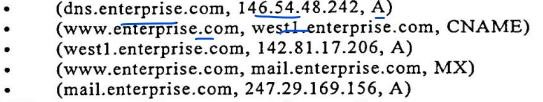 • (dns.enterprise.com, 146.54.48.242, A)
• (www.enterprise.com, west1.enterprise.com, CNAME)
• (west1.enterprise.com, 142.81.17.206, A)
• (www.enterprise.com, mail.enterprise.com, MX)
• (mail.enterprise.com, 247.29.169.156, A)